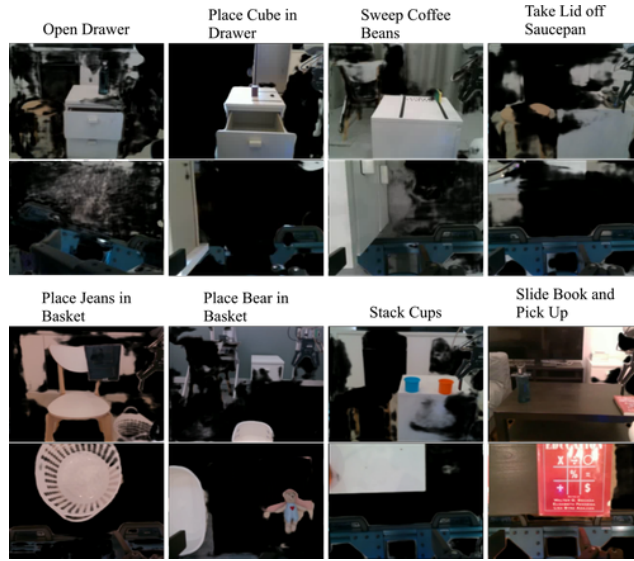 Open Drawer
Place Cube in
Drawer
Sweep Coffee
Beans
Take Lid off
Saucepan
Place Jeans in
Basket
Place Bear in
Basket
Stack Cups
Slide Book and
Pick Up
X ÷
% =
+ $